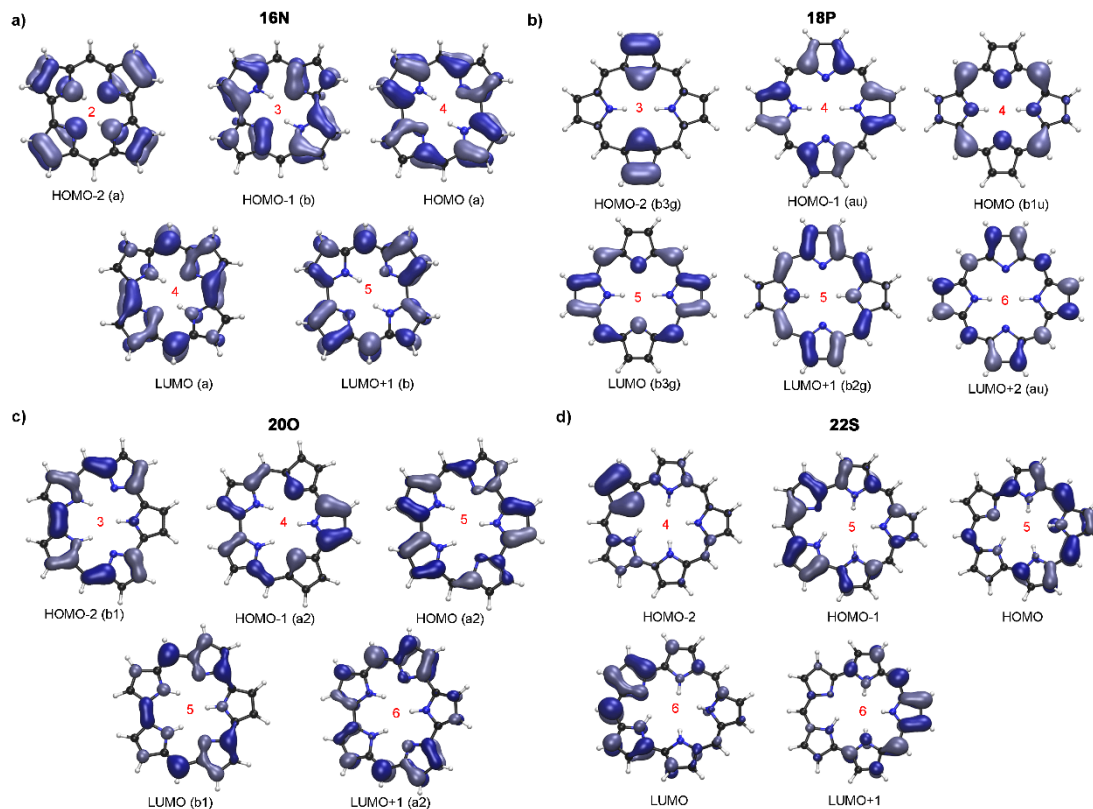 a)
16N
2
3
4
HOMO-2 (a)
HOMO-1 (b)
HOMO (a)
4
5
LUMO (a)
LUMO+1 (b)
b)
18P
3
4
4
HOMO-2 (b3g)
HOMO-1 (au)
HOMO (b1u)
5
5
6
LUMO (b3g)
LUMO+1 (b2g)
LUMO+2 (au)
c)
20O
3
4
5
HOMO-2 (b1)
HOMO-1 (a2)
HOMO (a2)
5
6
LUMO (b1)
LUMO+1 (a2)
d)
22S
4
5
5
HOMO-2
HOMO-1
HOMO
6
6
LUMO
LUMO+1